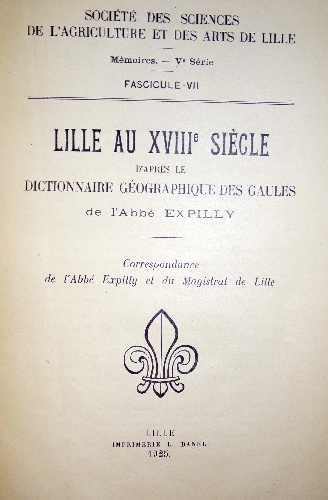 SOCIÉTÉ DES SCIENCES
DE L'AGRICULTURE ET DES ARTS DE LILLE
Mémoires. — Vᵉ Série
FASCICULE·VII
LILLE AU XVIIIᵉ SIÈCLE
D'APRÈS LE
DICTIONNAIRE GÉOGRAPHIQUE DES GAULES
de l'Abbé EXPILLY
Correspondance
de l'Abbé Expilly et du Magistrat de Lille
LILLE
IMPRIMERIE L. DANEL
1925.